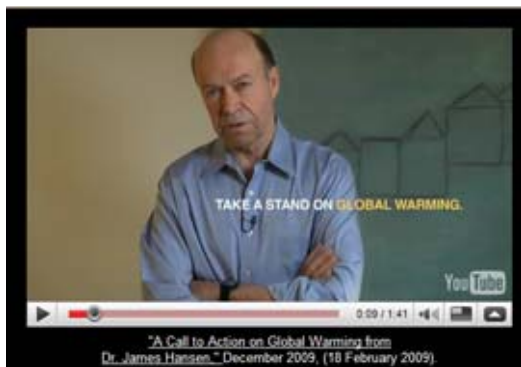 TAKE A STAND ON GLOBAL WARMING.
YouTube
0:09 / 1:41
"A Call to Action on Global Warming from
Dr. James Hansen," December 2009, (18 February 2009).